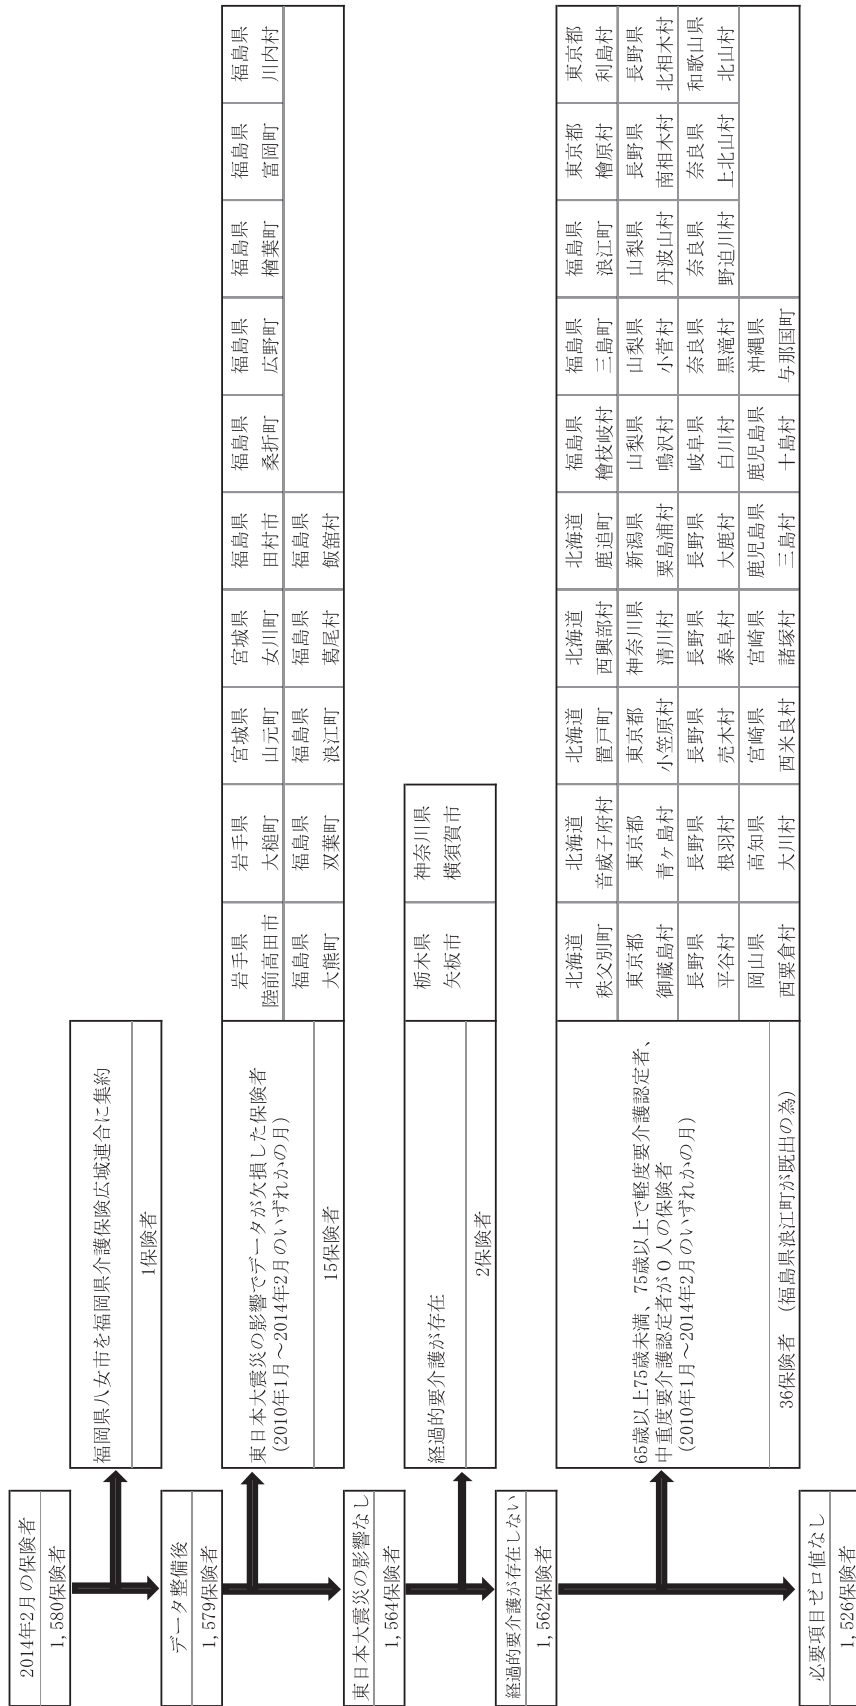 2014年2月の保険者
1,580保険者
福岡県八女市を福岡県介護保険広域連合に集約
1保険者
データ整備後
1,579保険者
東日本大震災の影響でデータが欠損した保険者
(2010年1月～2014年2月のいずれかの月)
15保険者
岩手県
陸前高田市
岩手県
大槌町
宮城県
山元町
宮城県
女川町
福島県
田村市
福島県
桑折町
福島県
広野町
福島県
楢葉町
福島県
富岡町
福島県
川内村
福島県
大熊町
福島県
双葉町
福島県
浪江町
福島県
葛尾村
福島県
飯舘村
東日本大震災の影響なし
1,564保険者
経過的要介護が存在
2保険者
栃木県
矢板市
神奈川県
横須賀市
経過的要介護が存在しない
1,562保険者
65歳以上75歳未満、75歳以上で軽度要介護認定者、
中重度要介護認定者が０人の保険者
(2010年1月～2014年2月のいずれかの月)
36保険者　(福島県浪江町が既出の為)
北海道
秩父別町
北海道
音威子府村
北海道
置戸町
北海道
西興部村
北海道
鹿追町
福島県
檜枝岐村
福島県
三島町
福島県
浪江町
東京都
檜原村
東京都
利島村
東京都
御蔵島村
東京都
青ヶ島村
東京都
小笠原村
神奈川県
清川村
新潟県
粟島浦村
山梨県
鳴沢村
山梨県
小菅村
山梨県
丹波山村
長野県
南相木村
長野県
北相木村
長野県
平谷村
長野県
根羽村
長野県
売木村
長野県
泰阜村
長野県
大鹿村
岐阜県
白川村
奈良県
黒滝村
奈良県
野迫川村
奈良県
上北山村
和歌山県
北山村
岡山県
西粟倉村
高知県
大川村
宮崎県
西米良村
宮崎県
諸塚村
鹿児島県
三島村
鹿児島県
十島村
沖縄県
与那国町
必要項目ゼロ値なし
1,526保険者